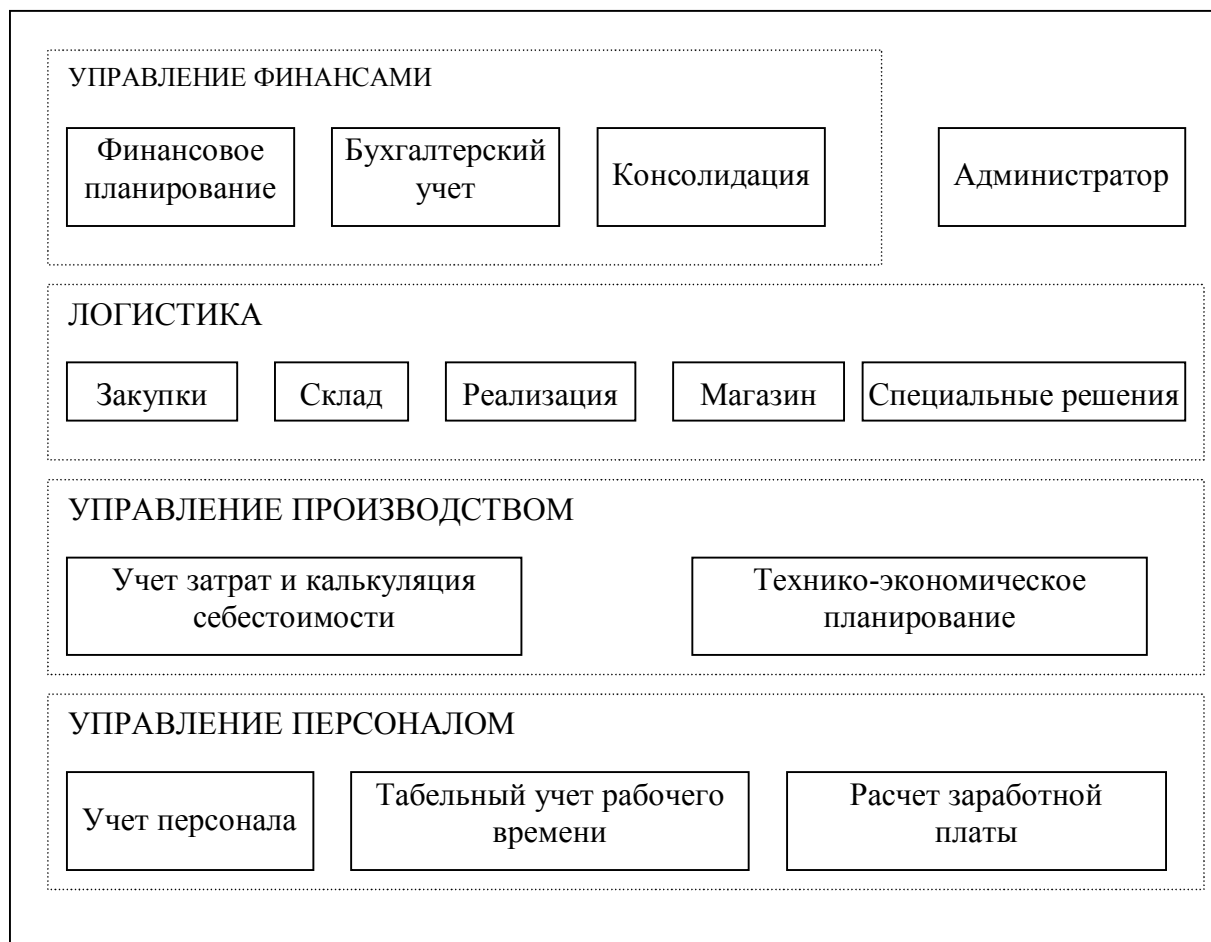 УПРАВЛЕНИЕ ФИНАНСАМИ
Финансовое
планирование
Бухгалтерский
учет
Консолидация
Администратор
ЛОГИСТИКА
Закупки
Склад
Реализация
Магазин
Специальные решения
УПРАВЛЕНИЕ ПРОИЗВОДСТВОМ
Учет затрат и калькуляция
себестоимости
Технико-экономическое
планирование
УПРАВЛЕНИЕ ПЕРСОНАЛОМ
Учет персонала
Табельный учет рабочего
времени
Расчет заработной
платы